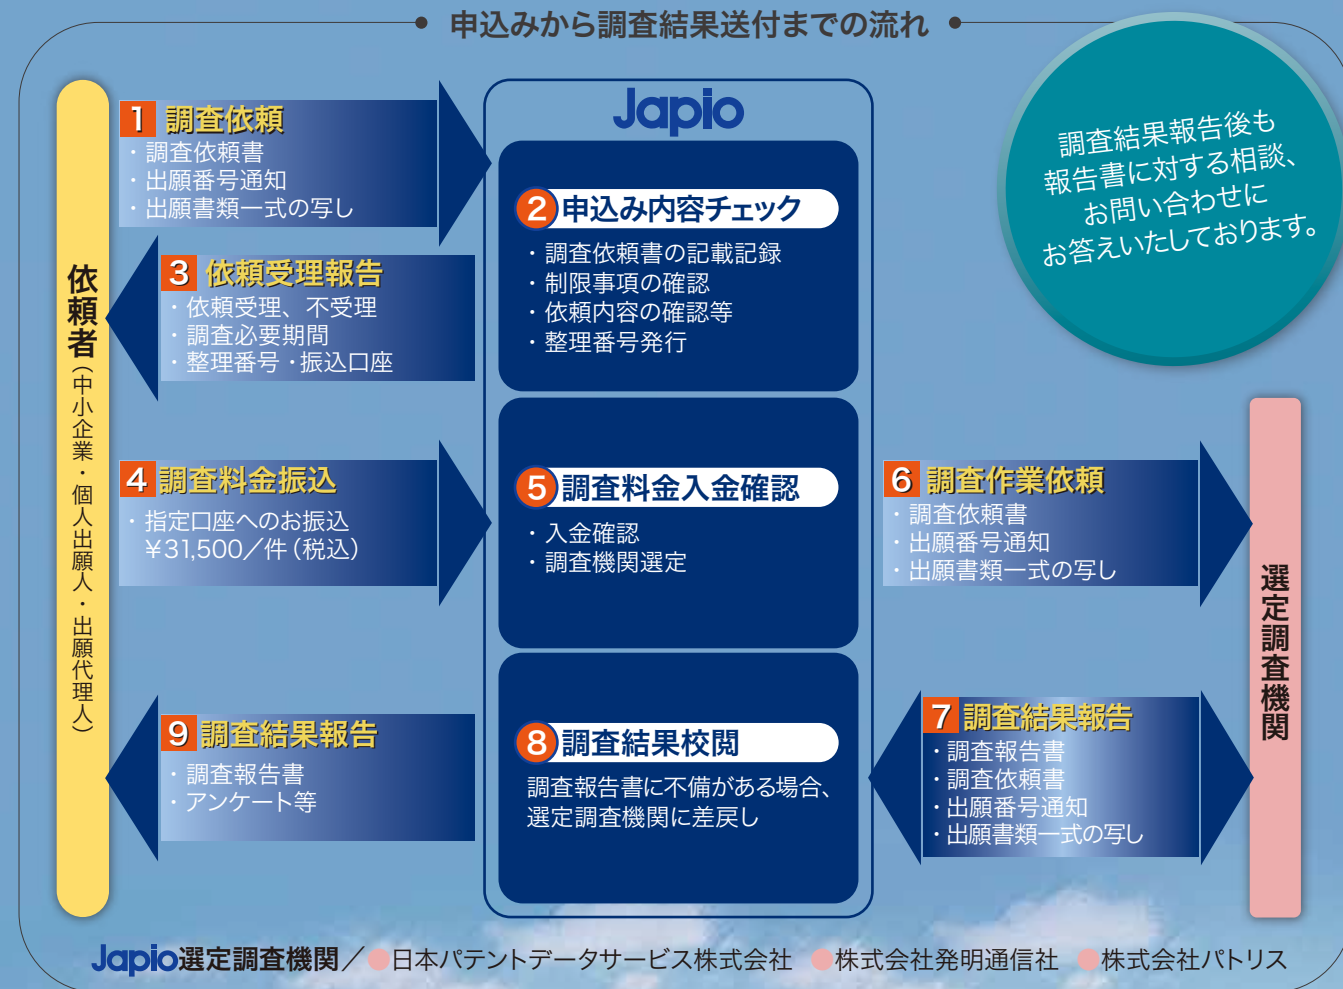 申込みから調査結果送付までの流れ
調査結果報告後も
報告書に対する相談、
お問い合わせに
お答えいたしております。
依頼者（中小企業・個人出願人・出願代理人）
1 調査依頼
・調査依頼書
・出願番号通知
・出願書類一式の写し
Japio
2 申込み内容チェック
・調査依頼書の記載記録
・制限事項の確認
・依頼内容の確認等
・整理番号発行
3 依頼受理報告
・依頼受理、不受理
・調査必要期間
・整理番号・振込口座
4 調査料金振込
・指定口座へのお振込
¥31,500／件（税込）
5 調査料金入金確認
・入金確認
・調査機関選定
6 調査作業依頼
・調査依頼書
・出願番号通知
・出願書類一式の写し
選定調査機関
7 調査結果報告
・調査報告書
・調査依頼書
・出願番号通知
・出願書類一式の写し
8 調査結果校閲
調査報告書に不備がある場合、
選定調査機関に差戻し
9 調査結果報告
・調査報告書
・アンケート等
Japio選定調査機関／●日本パテントデータサービス株式会社 ●株式会社発明通信社 ●株式会社パトリス